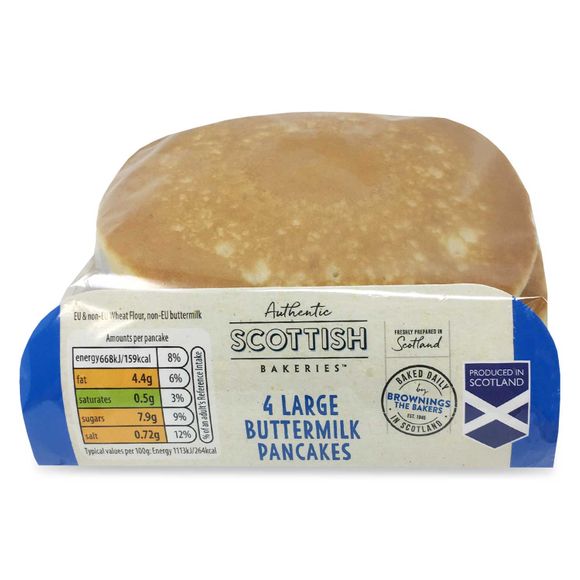 EU & non-EU Wheat Flour, non-EU buttermilk
Amounts per pancake
energy 668kJ/159kcal 8%
fat 4.4g 6%
saturates 0.5g 3%
sugars 7.9g 9%
salt 0.72g 12%
% of an adult's Reference Intake
Typical values per 100g: Energy 1113kJ/264kcal
Authentic
SCOTTISH
BAKERIES™
4 LARGE
BUTTERMILK
PANCAKES
FRESHLY PREPARED IN
Scotland
BAKED DAILY
by
BROWNINGS
THE BAKERS
EST. 1945
IN SCOTLAND
PRODUCED IN
SCOTLAND